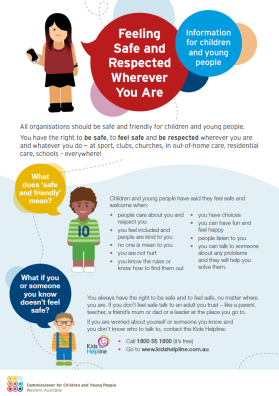 Feeling
Safe and
Respected
Wherever
You Are
Information
for children
and young
people
All organisations should be safe and friendly for children and young people.
You have the right to be safe, to feel safe and be respected wherever you are
and whatever you do – at sport, clubs, churches, in out-of-home care, residential
care, schools – everywhere!
What
does 'safe
and friendly'
mean?
Children and young people have said they feel safe and
welcome when:
• people care about you and
respect you
• you feel included and
people are kind to you
• no one is mean to you
• you are not hurt
• you know the rules or
know how to find them out
• you have choices
• you can have fun and feel
happy
• people listen to you
• you can talk to someone
about any problems
and they will help you
solve them.
10
What if you
or someone
you know
doesn't feel
safe?
You always have the right to be safe and to feel safe, no matter where
you are. If you don't feel safe talk to an adult you trust – like a parent,
teacher, a friend's mum or dad or a leader at the place you go to.
If you are worried about yourself or someone you know and
you don't know who to talk to, contact the Kids Helpline:
Kids
Helpline
• Call 1800 55 1800 (it's free)
• Go to www.kidshelpline.com.au
Commissioner for Children and Young People
Western Australia